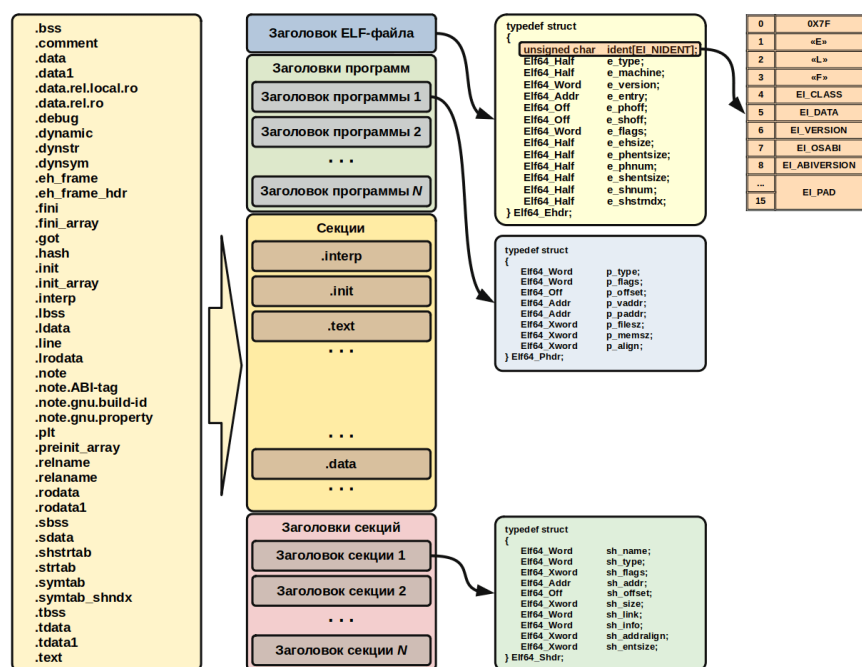 .bss
.comment
.data
.data1
.data.rel.local.ro
.data.rel.ro
.debug
.dynamic
.dynstr
.dynsym
.eh_frame
.eh_frame_hdr
.fini
.fini_array
.got
.hash
.init
.init_array
.interp
.lbss
.ldata
.line
.lrodata
.note
.note.ABI-tag
.note.gnu.build-id
.note.gnu.property
.plt
.preinit_array
.relname
.relaname
.rodata
.rodata1
.sbss
.sdata
.shstrtab
.strtab
.symtab
.symtab_shndx
.tbss
.tdata
.tdata1
.text
Заголовок ELF-файла
Заголовки программ
Заголовок программы 1
Заголовок программы 2
. . .
Заголовок программы N
Секции
.interp
.init
.text
. . .
. . .
.data
. . .
Заголовки секций
Заголовок секции 1
Заголовок секции 2
. . .
Заголовок секции N
typedef struct
{
unsigned char ident[EI_NIDENT];
Elf64_Half e_type;
Elf64_Half e_machine;
Elf64_Word e_version;
Elf64_Addr e_entry;
Elf64_Off e_phoff;
Elf64_Off e_shoff;
Elf64_Word e_flags;
Elf64_Half e_ehsize;
Elf64_Half e_phentsize;
Elf64_Half e_phnum;
Elf64_Half e_shentsize;
Elf64_Half e_shnum;
Elf64_Half e_shstrmdx;
} Elf64_Ehdr;
typedef struct
{
Elf64_Word p_type;
Elf64_Word p_flags;
Elf64_Off p_offset;
Elf64_Addr p_vaddr;
Elf64_Addr p_paddr;
Elf64_Xword p_filesz;
Elf64_Xword p_memsz;
Elf64_Xword p_align;
} Elf64_Phdr;
typedef struct
{
Elf64_Word sh_name;
Elf64_Word sh_type;
Elf64_Xword sh_flags;
Elf64_Addr sh_addr;
Elf64_Off sh_offset;
Elf64_Xword sh_size;
Elf64_Word sh_link;
Elf64_Word sh_info;
Elf64_Xword sh_addralign;
Elf64_Xword sh_entsize;
} Elf64_Shdr;
0 0X7F
1 «E»
2 «L»
3 «F»
4 EI_CLASS
5 EI_DATA
6 EI_VERSION
7 EI_OSABI
8 EI_ABIVERSION
... EI_PAD
15